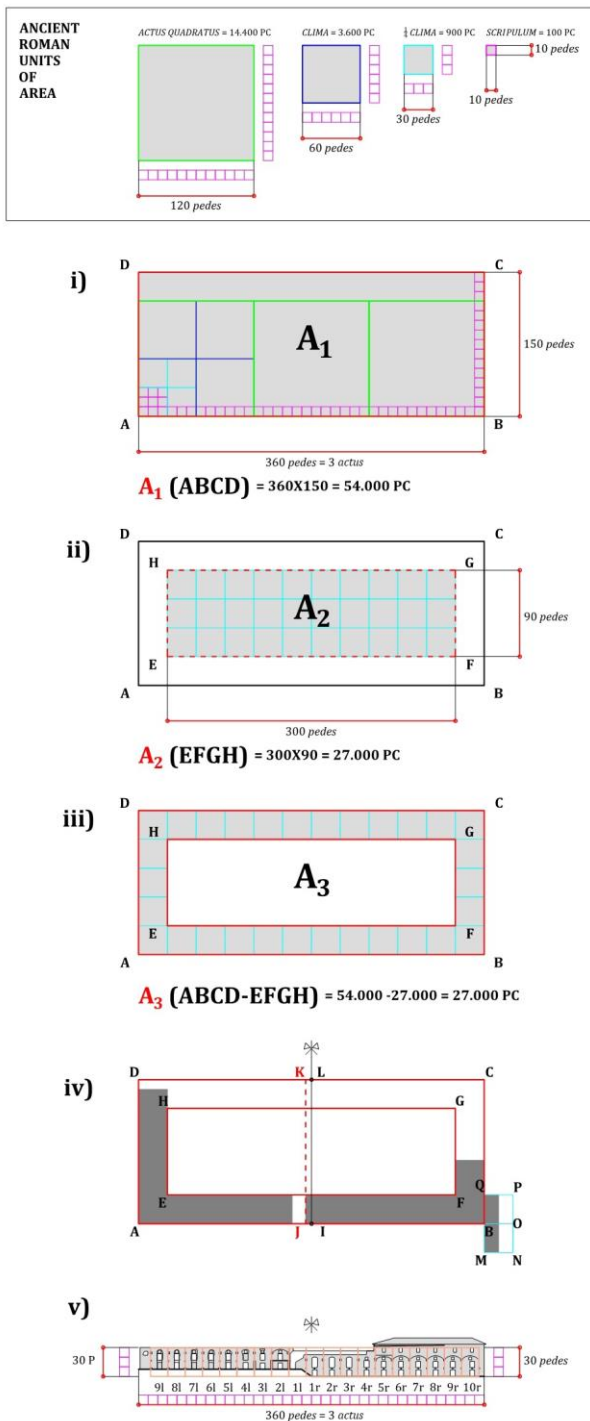 ANCIENT
ROMAN
UNITS
OF
AREA
ACTUS QUADRATUS = 14.400 PC
CLIMA = 3.600 PC
¼ CLIMA = 900 PC
SCRIPULUM = 100 PC
10 pedes
10 pedes
30 pedes
60 pedes
120 pedes
i)
D
C
A1
150 pedes
A
B
360 pedes = 3 actus
A1 (ABCD) = 360X150 = 54.000 PC
ii)
D
C
H
G
A2
90 pedes
E
F
A
B
300 pedes
A2 (EFGH) = 300X90 = 27.000 PC
iii)
D
C
H
G
A3
E
F
A
B
A3 (ABCD-EFGH) = 54.000 -27.000 = 27.000 PC
iv)
D
K
L
C
H
G
Q
P
E
F
A
J
I
B
O
M
N
v)
30 P
30 pedes
9l 8l 7l 6l 5l 4l 3l 2l 1l 1r 2r 3r 4r 5r 6r 7r 8r 9r 10r
360 pedes = 3 actus